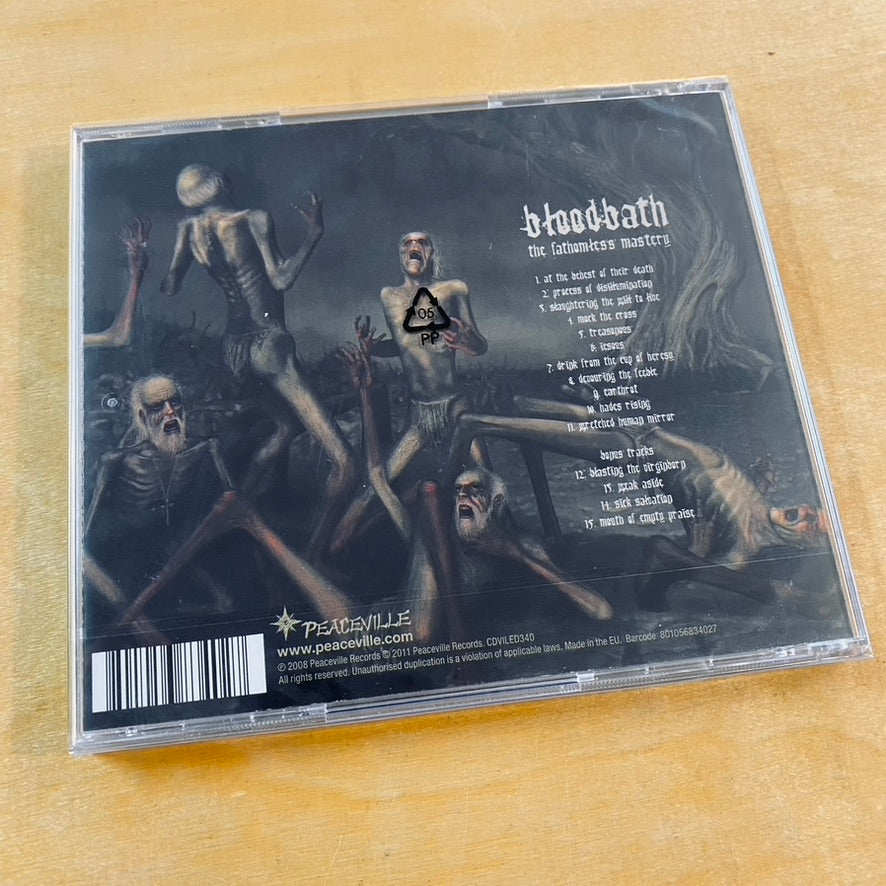 bloodbath
the fathomless mastery
1. at the behest of their death
2. process of disillumination
3. slaughtering the will to live
4. mock the cross
5. treasonous
6. iesous
7. drink from the cup of heresy
8. devouring the feeble
9. earthrot
10. hades rising
11. wretched human mirror
bonus tracks
12. blasting the virginborn
13. weak aside
14. sick salvation
15. mouth of empty praise
05
PP
PEACEVILLE
www.peaceville.com
℗ 2008 Peaceville Records © 2011 Peaceville Records. CDVILED340
All rights reserved. Unauthorised duplication is a violation of applicable laws. Made in the EU. Barcode 801056834027